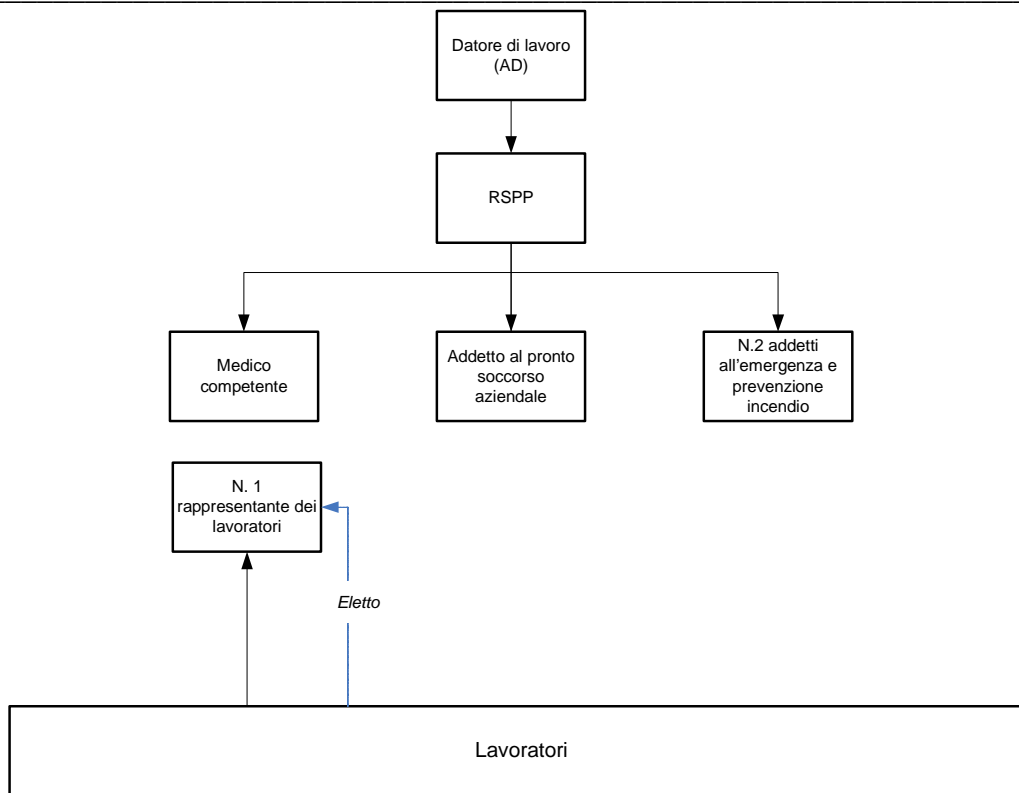 Datore di lavoro
(AD)
RSPP
Medico
competente
Addetto al pronto
soccorso
aziendale
N.2 addetti
all'emergenza e
prevenzione
incendio
N. 1
rappresentante dei
lavoratori
Eletto
Lavoratori